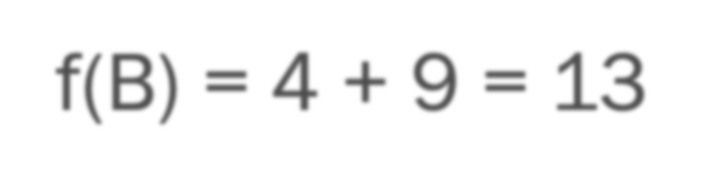 f(B) = 4 + 9 = 13